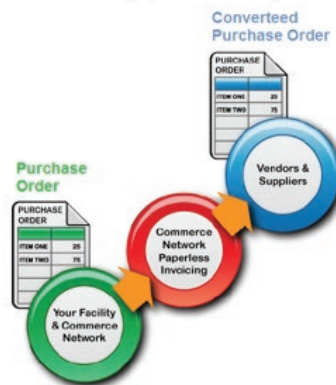 Converteed
Purchase Order
PURCHASE
ORDER
ITEM ONE 25
ITEM TWO 75
Vendors &
Suppliers
Purchase
Order
PURCHASE
ORDER
ITEM ONE 25
ITEM TWO 75
Commerce
Network
Paperless
Invoicing
Your Facility
& Commerce
Network